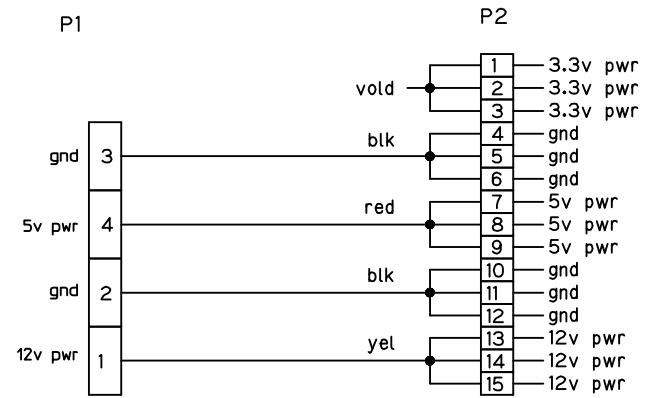 P1 P2
1 3.3v pwr
vold 2 3.3v pwr
3 3.3v pwr
blk 4 gnd
gnd 3 5 gnd
6 gnd
red 7 5v pwr
5v pwr 4 8 5v pwr
9 5v pwr
blk 10 gnd
gnd 2 11 gnd
12 gnd
yel 13 12v pwr
12v pwr 1 14 12v pwr
15 12v pwr